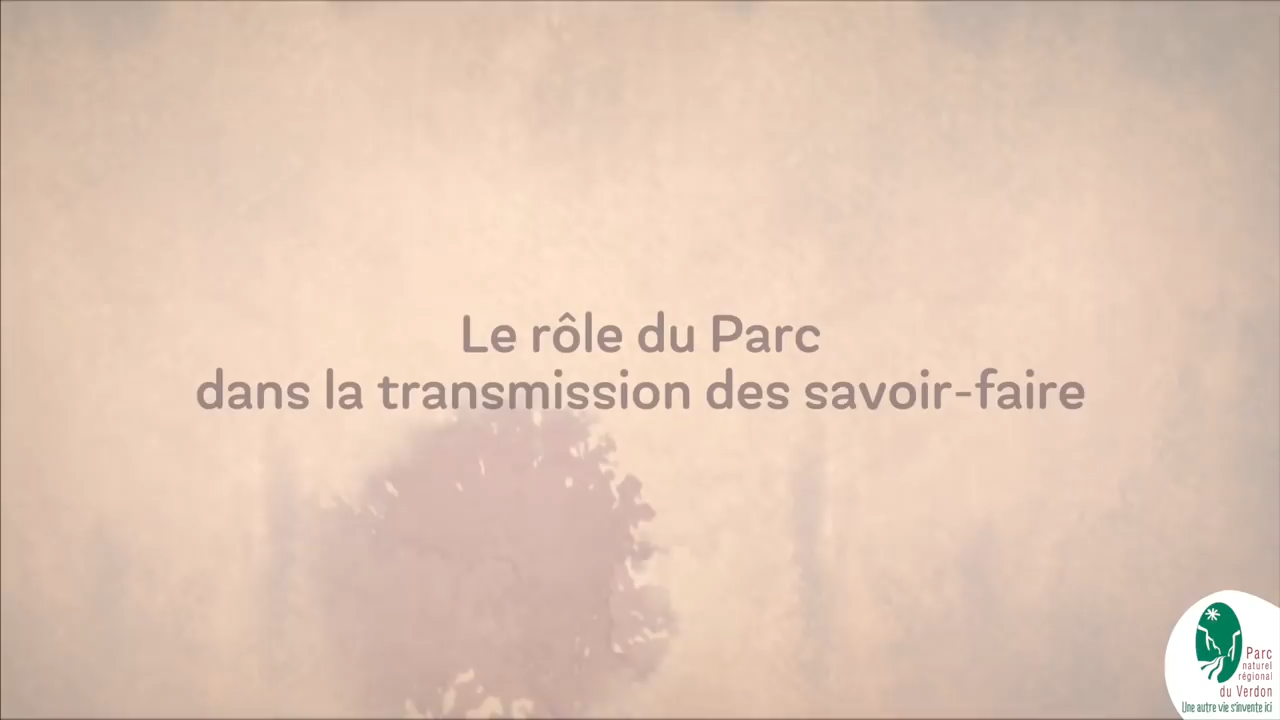 Le rôle du Parc
dans la transmission des savoir-faire
Parc
naturel
régional
du Verdon
Une autre vie s'invente ici